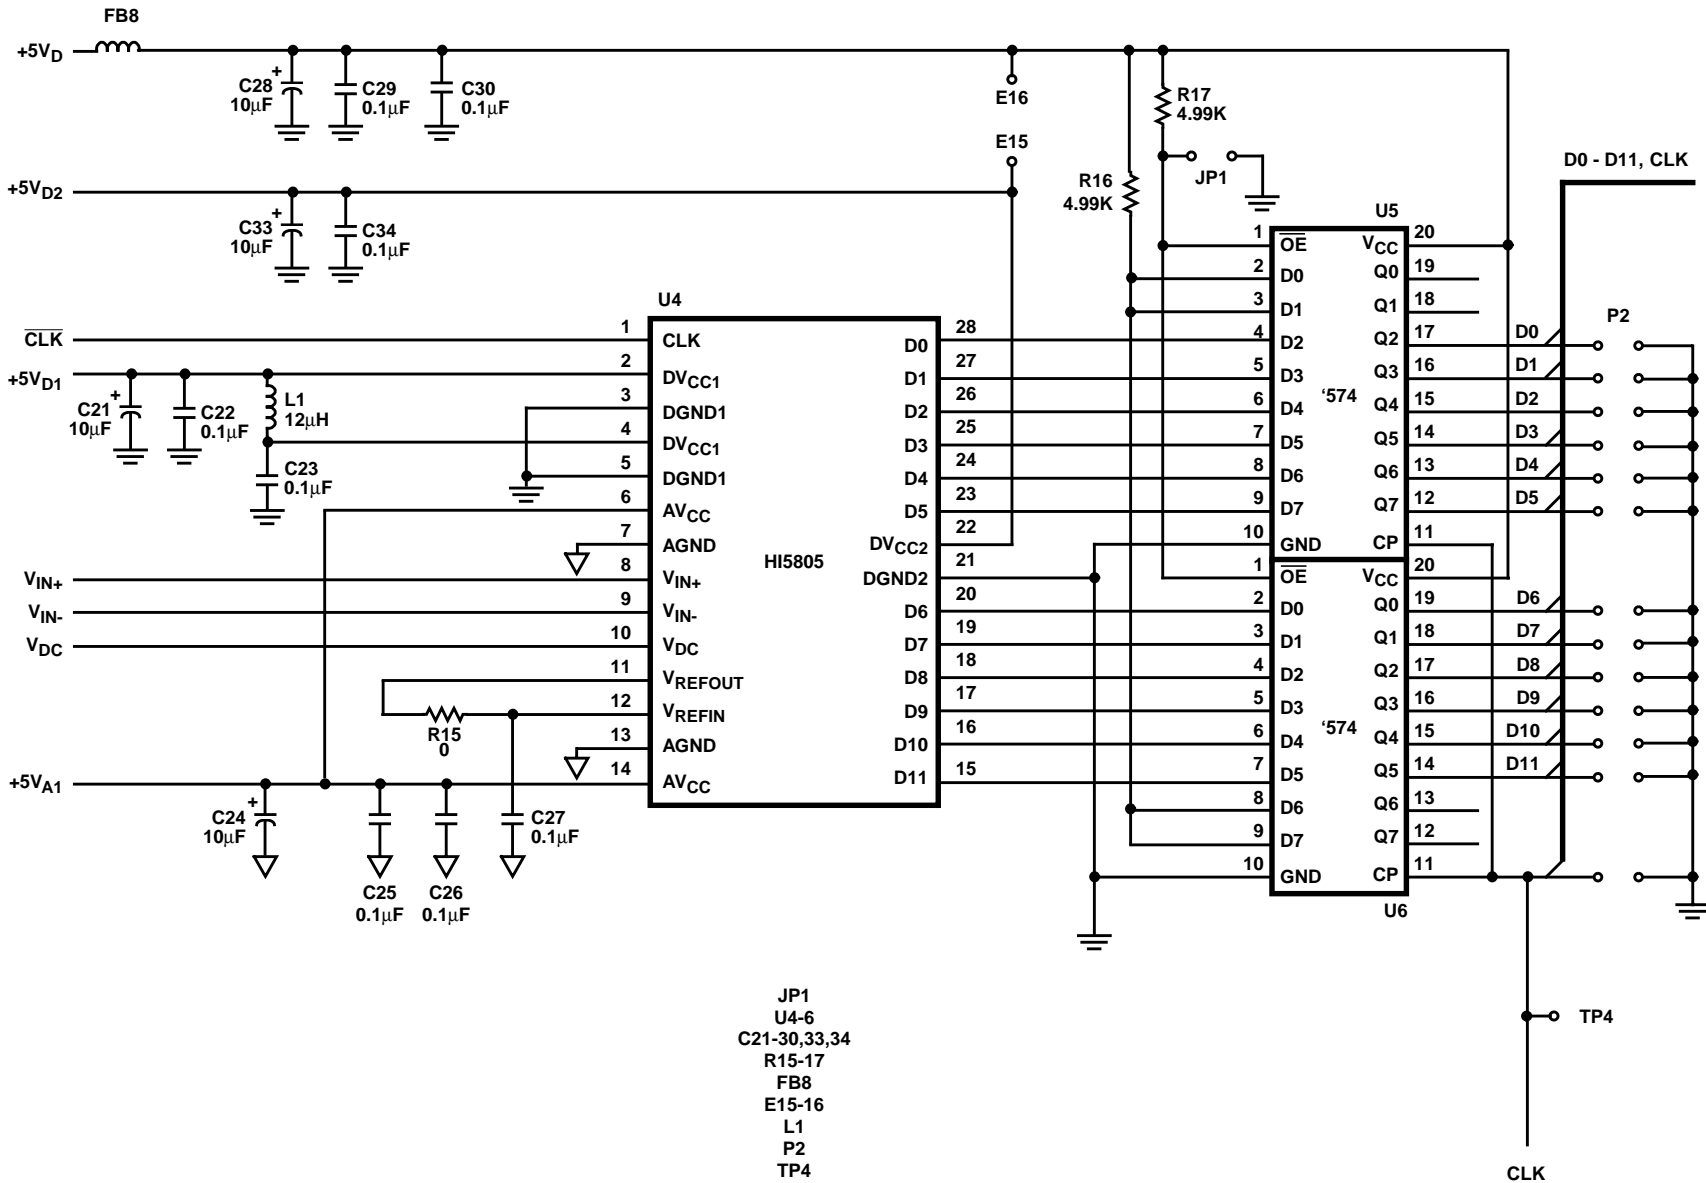 FB8
+5VD
C28
10µF
+
C29
0.1µF
C30
0.1µF
E16
E15
R17
4.99K
JP1
R16
4.99K
D0 - D11, CLK
+5VD2
C33
10µF
+
C34
0.1µF
U4
CLK
+5VD1
C21
10µF
+
C22
0.1µF
L1
12µH
C23
0.1µF
VIN+
VIN-
VDC
R15
0
+5VA1
C24
10µF
+
C25
0.1µF
C26
0.1µF
C27
0.1µF
1 CLK
2 DVCC1
3 DGND1
4 DVCC1
5 DGND1
6 AVCC
7 AGND
8 VIN+
9 VIN-
10 VDC
11 VREFOUT
12 VREFIN
13 AGND
14 AVCC
HI5805
D0 28
D1 27
D2 26
D3 25
D4 24
D5 23
DVCC2 22
DGND2 21
D6 20
D7 19
D8 18
D9 17
D10 16
D11 15
U5
1 OE
2 D0
3 D1
4 D2
5 D3
6 D4
7 D5
8 D6
9 D7
10 GND
‘574
VCC 20
Q0 19
Q1 18
Q2 17 D0
Q3 16 D1
Q4 15 D2
Q5 14 D3
Q6 13 D4
Q7 12 D5
CP 11
P2
1 OE
2 D0
3 D1
4 D2
5 D3
6 D4
7 D5
8 D6
9 D7
10 GND
‘574
VCC 20
Q0 19 D6
Q1 18 D7
Q2 17 D8
Q3 16 D9
Q4 15 D10
Q5 14 D11
Q6 13
Q7 12
CP 11
U6
TP4
CLK
JP1
U4-6
C21-30,33,34
R15-17
FB8
E15-16
L1
P2
TP4